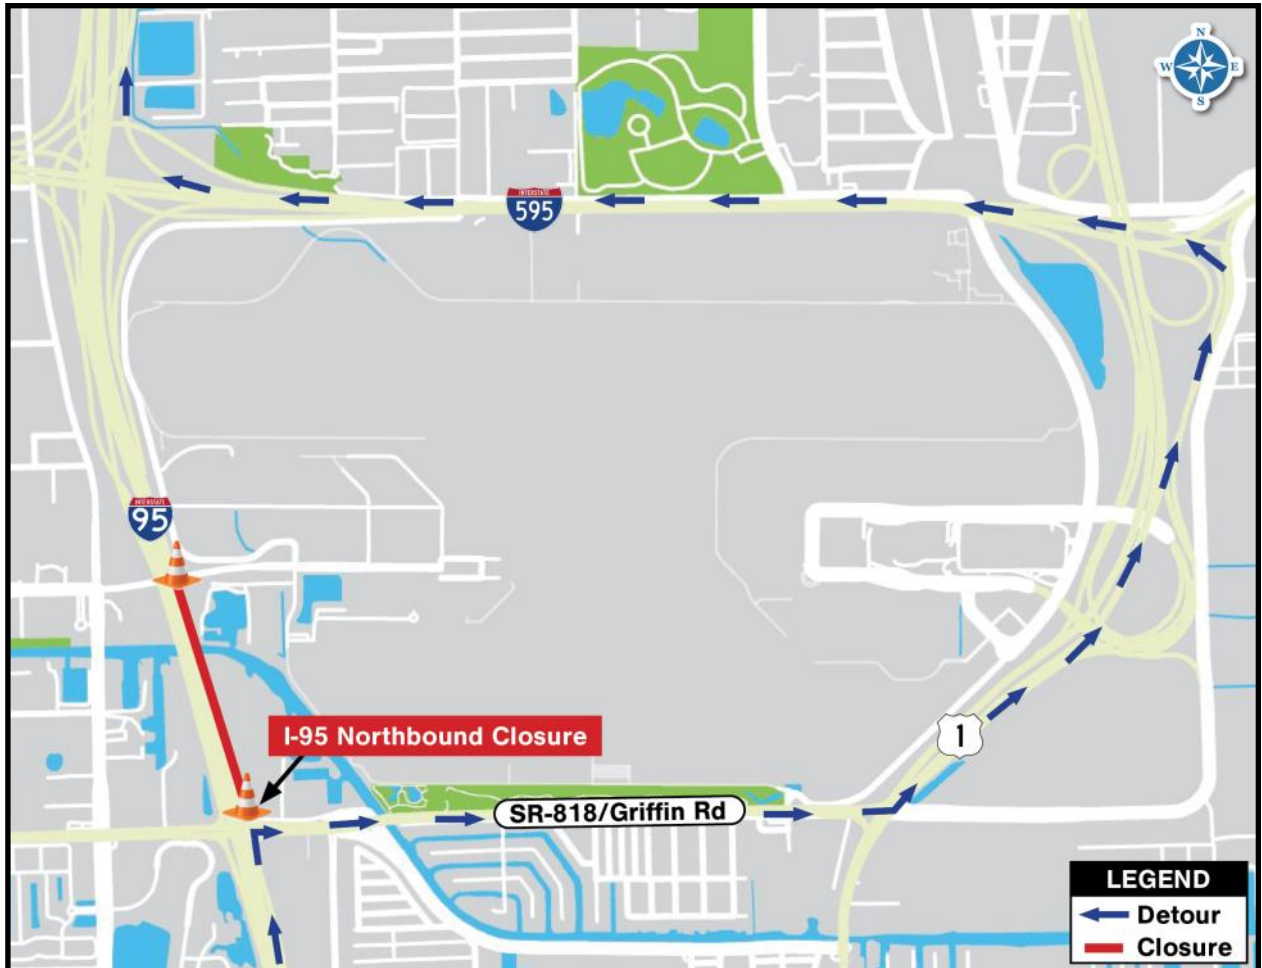 N
W E
S
INTERSTATE
595
INTERSTATE
95
I-95 Northbound Closure
1
SR-818/Griffin Rd
LEGEND
Detour
Closure